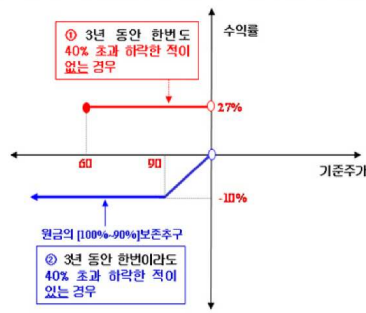 ① 3년 동안 한번도
40% 초과 하락한 적이
없는 경우
수익률
27%
60
90
기준주가
-10%
원금의 [100%~90%]보존추구
② 3년 동안 한번이라도
40% 초과 하락한 적이
있는 경우